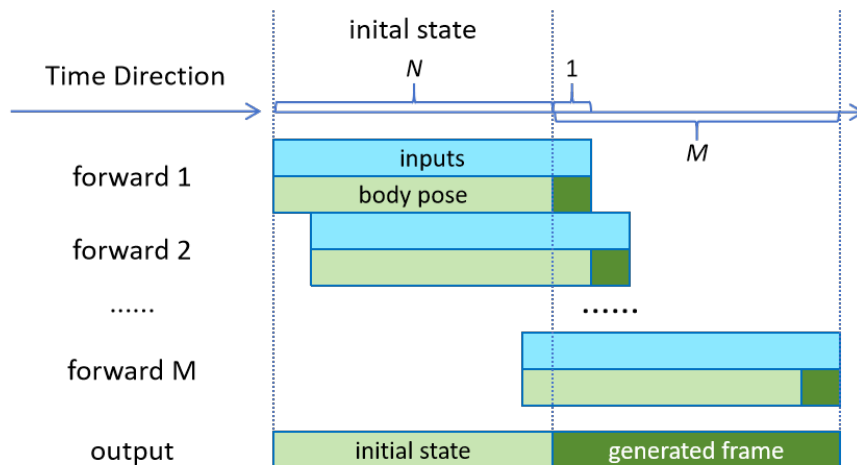 inital state
Time Direction
N
1
M
forward 1
inputs
body pose
forward 2
......
......
forward M
output
initial state
generated frame